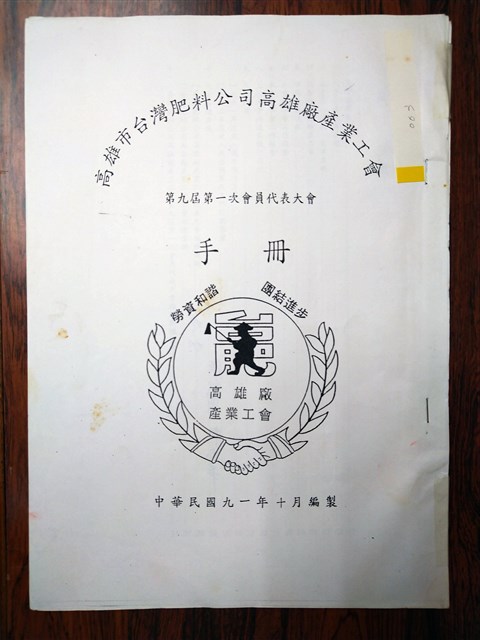 高雄市台灣肥料公司高雄廠產業工會
第九屆第一次會員代表大會
手冊
勞資和諧 團結進步
高雄廠
產業工會
中華民國九一年十月編製